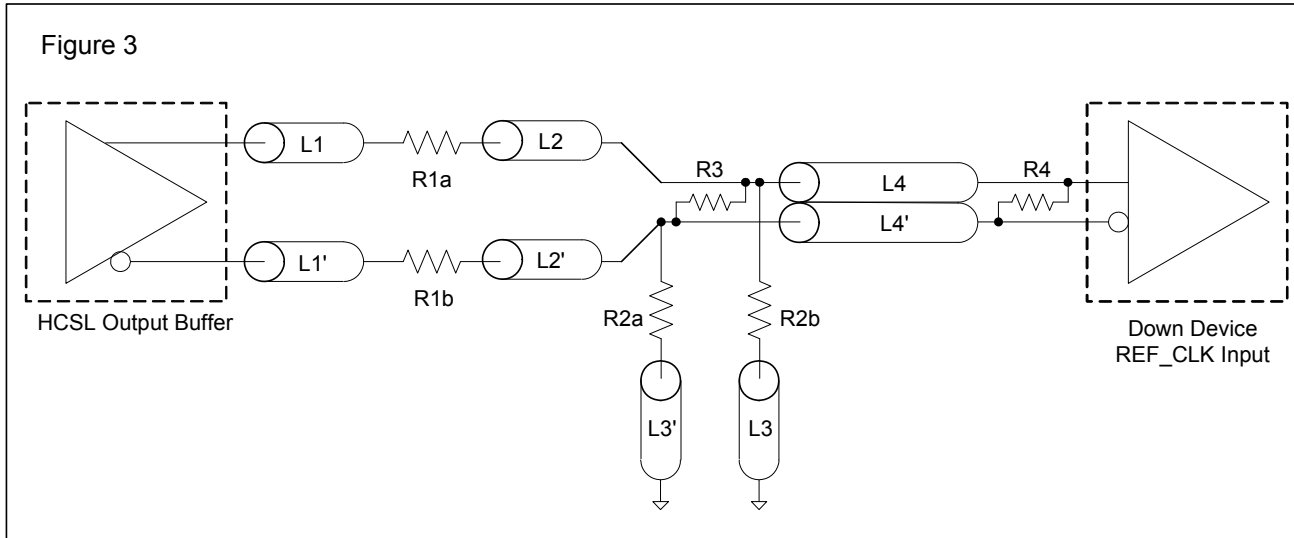 Figure 3
L1
R1a
L2
R3
L4
R4
L4'
L1'
R1b
L2'
HCSL Output Buffer
R2a
R2b
Down Device
REF_CLK Input
L3'
L3